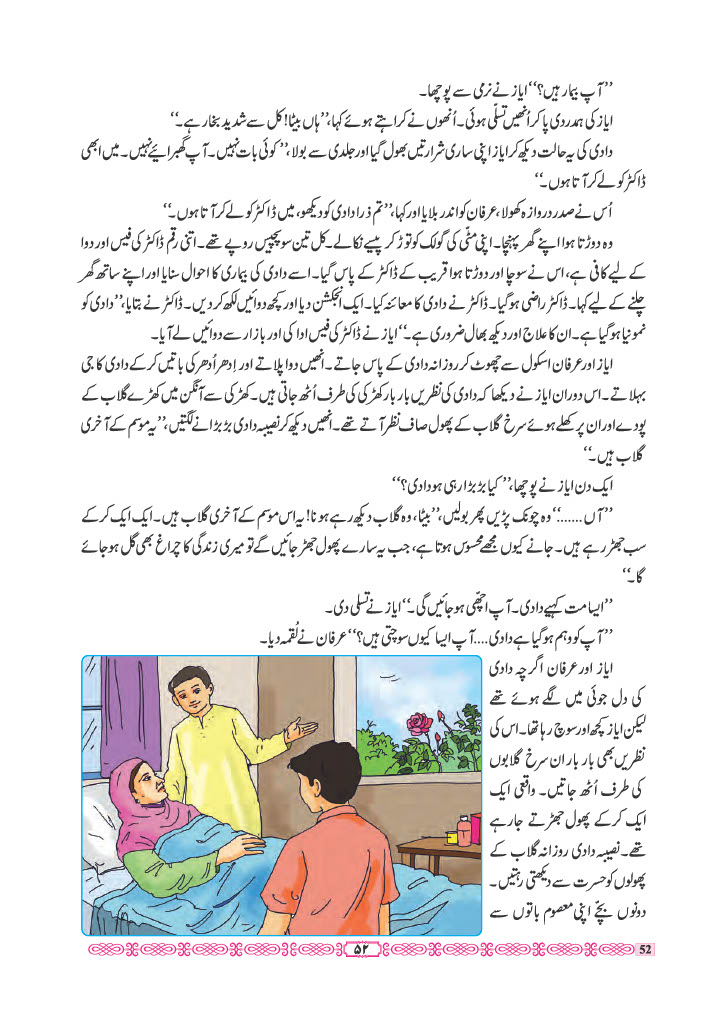 ”آپ بیمار ہیں؟“ ایاز نے نرمی سے پوچھا۔
ایاز کی ہمدردی پا کر اُنھیں تسلّی ہوئی۔ اُنھوں نے کراہتے ہوئے کہا، ”ہاں بیٹا! کل سے شدید بخار ہے۔“
دادی کی یہ حالت دیکھ کر ایاز اپنی ساری شرارتیں بھول گیا اور جلدی سے بولا، ”کوئی بات نہیں۔ آپ گھبرائیے نہیں۔ میں ابھی
ڈاکٹر کو لے کر آتا ہوں۔“
اُس نے صدر دروازہ کھولا، عرفان کو اندر بلایا اور کہا، ”تم ذرا دادی کو دیکھو، میں ڈاکٹر کو لے کر آتا ہوں۔“
وہ دوڑتا ہوا اپنے گھر پہنچا۔ اپنی مٹّی کی گولک کو توڑ کر پیسے نکالے۔ کل تین سو پچیس روپے تھے۔ اتنی رقم ڈاکٹر کی فیس اور دوا
کے لیے کافی ہے، اس نے سوچا اور دوڑتا ہوا قریب کے ڈاکٹر کے پاس گیا۔ اسے دادی کی بیماری کا احوال سنایا اور اپنے ساتھ گھر
چلنے کے لیے کہا۔ ڈاکٹر راضی ہو گیا۔ ڈاکٹر نے دادی کا معائنہ کیا۔ ایک انجکشن دیا اور کچھ دوائیں لکھ کر دیں۔ ڈاکٹر نے بتایا، ”دادی کو
نمونیا ہو گیا ہے۔ ان کا علاج اور دیکھ بھال ضروری ہے۔“ ایاز نے ڈاکٹر کی فیس ادا کی اور بازار سے دوائیں لے آیا۔
ایاز اور عرفان اسکول سے چھوٹ کر روزانہ دادی کے پاس جاتے۔ انھیں دوا پلاتے اور اِدھر اُدھر کی باتیں کرکے دادی کا جی
بہلاتے۔ اس دوران ایاز نے دیکھا کہ دادی کی نظریں بار بار کھڑکی کی طرف اُٹھ جاتی ہیں۔ کھڑکی سے آنگن میں کھڑے گلاب کے
پودے اور ان پر کھلے ہوئے سرخ گلاب کے پھول صاف نظر آتے تھے۔ انھیں دیکھ کر نصیبہ دادی بڑبڑانے لگتیں، ”یہ موسم کے آخری
گلاب ہیں۔“
ایک دن ایاز نے پوچھا، ”کیا بڑبڑا رہی ہو دادی؟“
”آں .......“ وہ چونک پڑیں پھر بولیں، ”بیٹا، وہ گلاب دیکھ رہے ہو نا! یہ اس موسم کے آخری گلاب ہیں۔ ایک ایک کرکے
سب جھڑ رہے ہیں۔ جانے کیوں مجھے محسوس ہوتا ہے، جب یہ سارے پھول جھڑ جائیں گے تو میری زندگی کا چراغ بھی گل ہو جائے
گا۔“
”ایسا مت کہیے دادی۔ آپ اچھّی ہو جائیں گی۔“ ایاز نے تسلی دی۔
”آپ کو وہم ہو گیا ہے دادی.... آپ ایسا کیوں سوچتی ہیں؟“ عرفان نے لُقمہ دیا۔
ایاز اور عرفان اگرچہ دادی
کی دل جوئی میں لگے ہوئے تھے
لیکن ایاز کچھ اور سوچ رہا تھا۔ اس کی
نظریں بھی بار بار ان سرخ گلابوں
کی طرف اُٹھ جاتیں۔ واقعی ایک
ایک کرکے پھول جھڑتے جا رہے
تھے۔ نصیبہ دادی روزانہ گلاب کے
پھولوں کو حسرت سے دیکھتی رہتیں۔
دونوں بچّے اپنی معصوم باتوں سے
۵۲
52